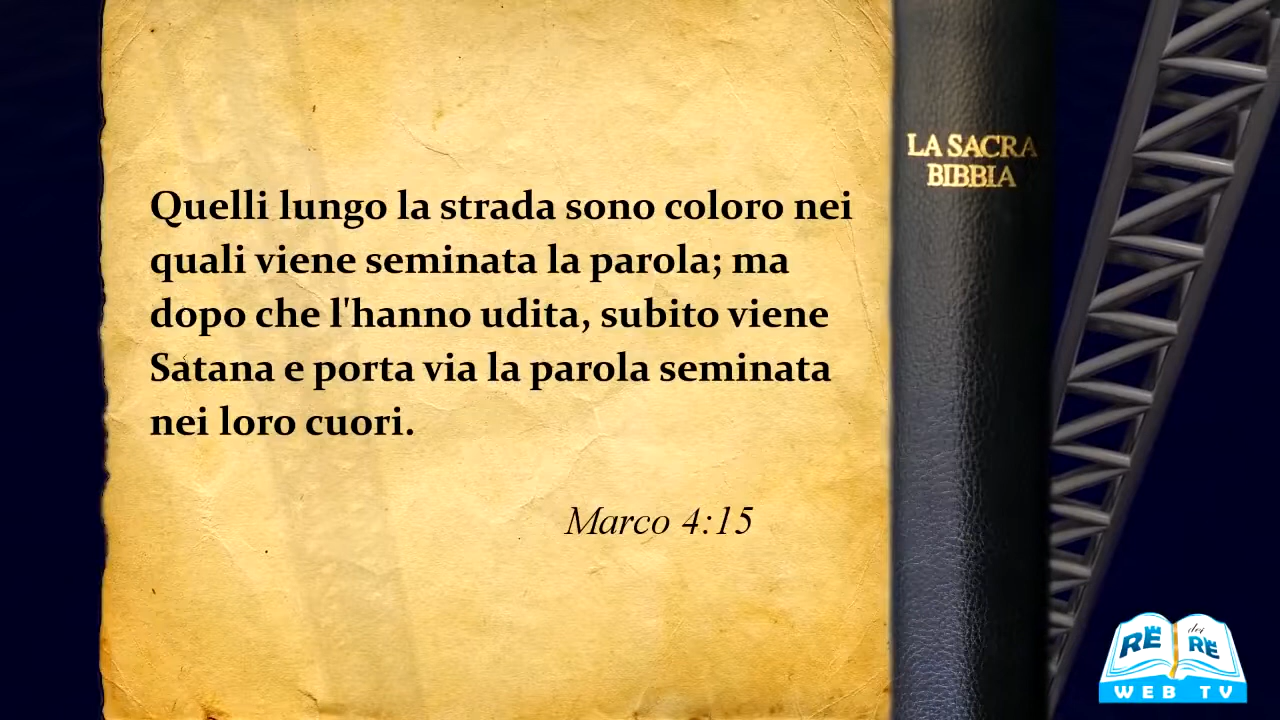 Quelli lungo la strada sono coloro nei
quali viene seminata la parola; ma
dopo che l'hanno udita, subito viene
Satana e porta via la parola seminata
nei loro cuori.
Marco 4:15
LA SACRA
BIBBIA
RE dei RE
WEB TV